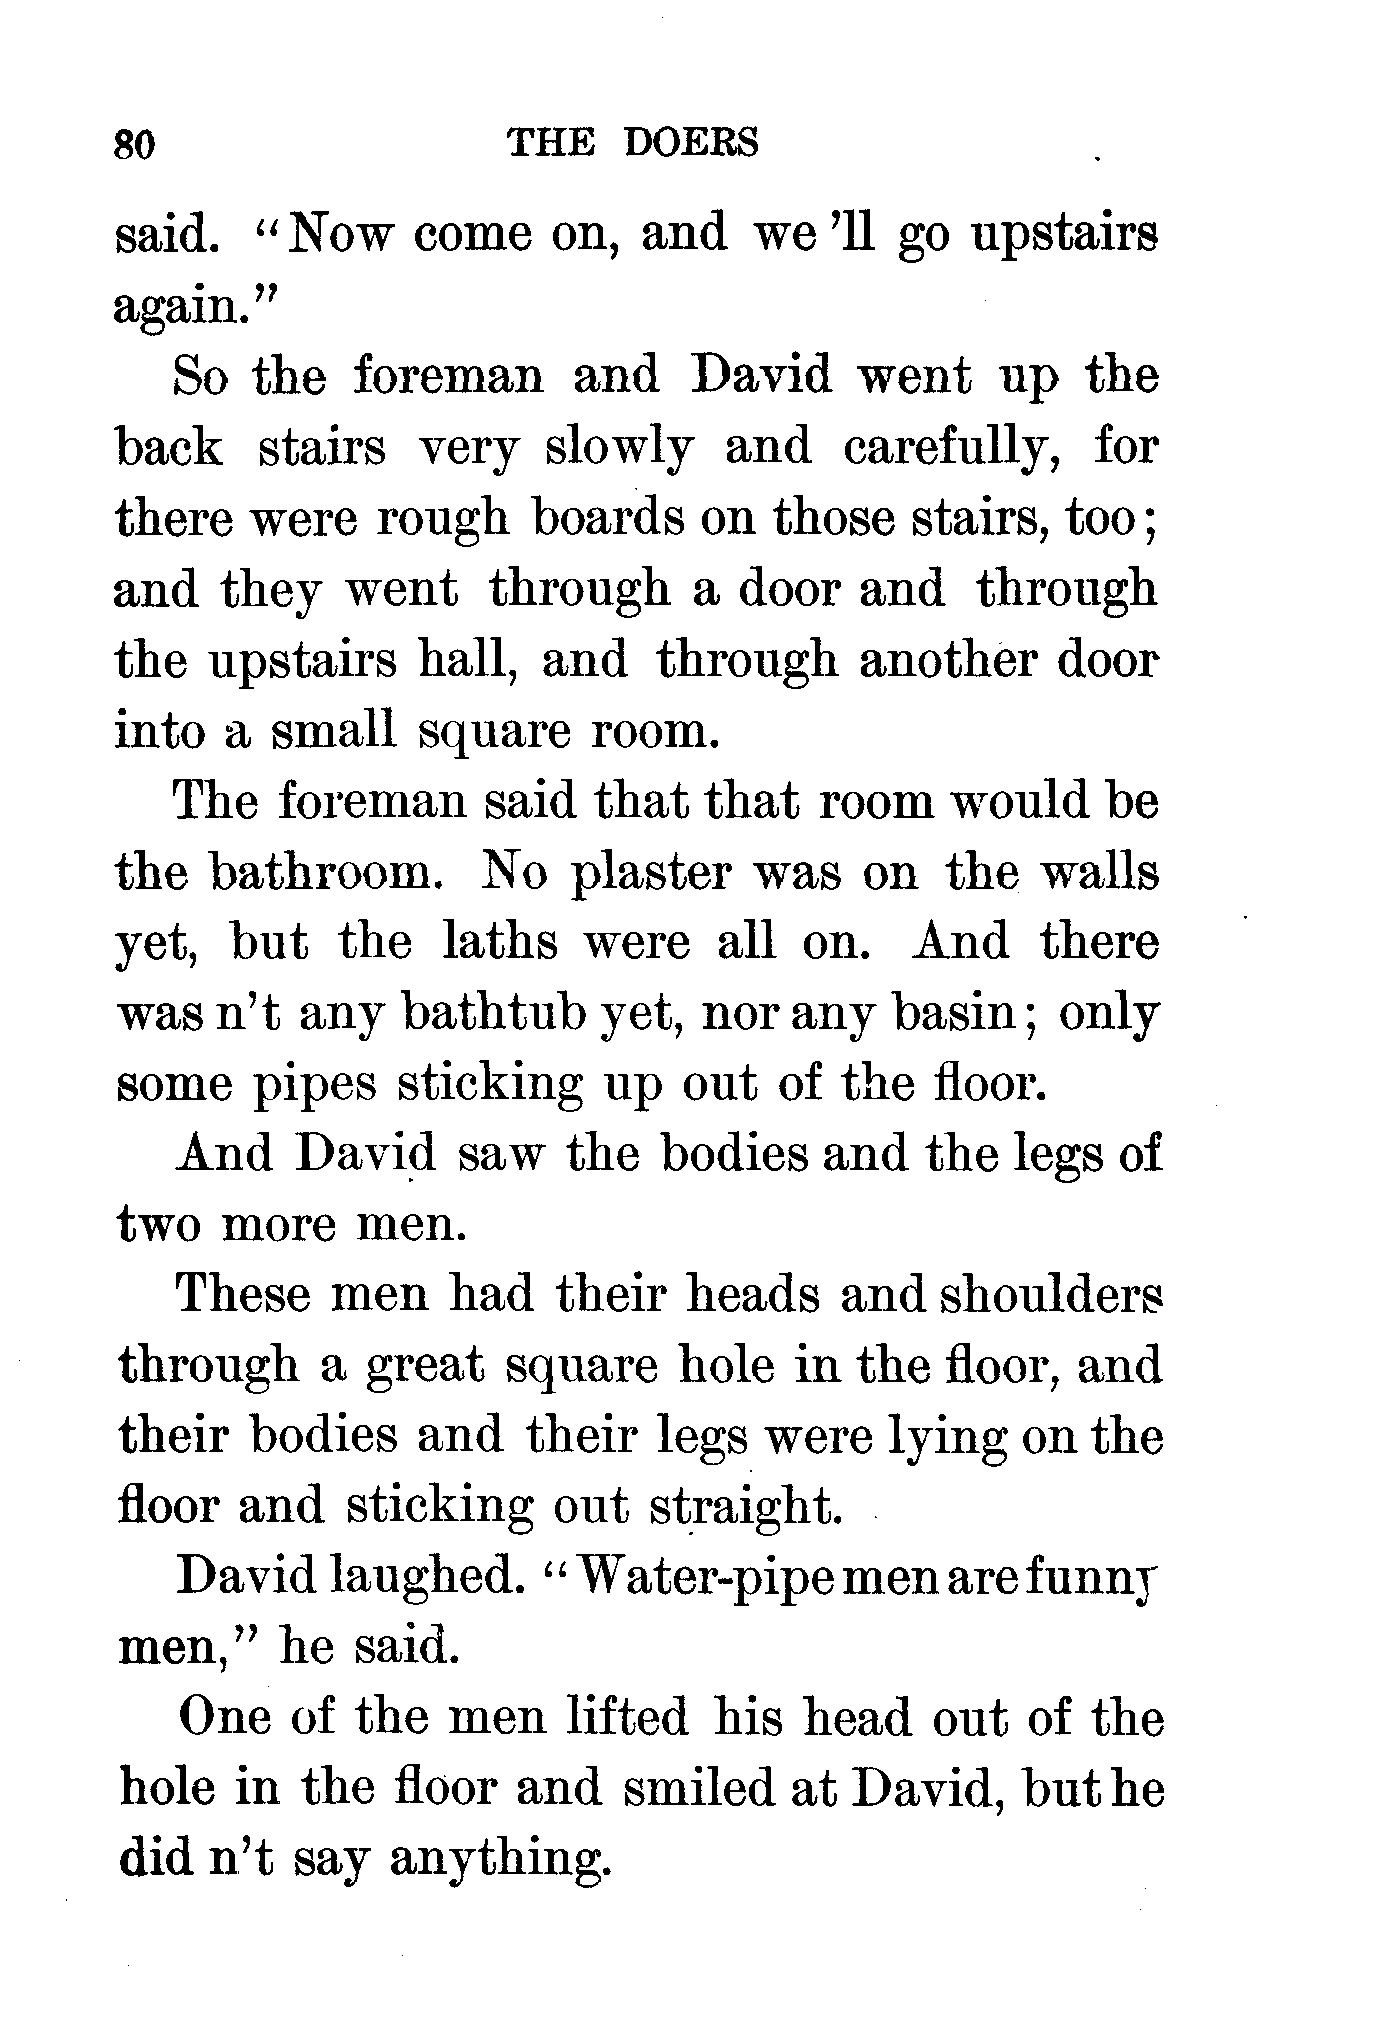 80 THE DOERS
said. "Now come on, and we 'll go upstairs
again."
So the foreman and David went up the
back stairs very slowly and carefully, for
there were rough boards on those stairs, too;
and they went through a door and through
the upstairs hall, and through another door
into a small square room.
The foreman said that that room would be
the bathroom. No plaster was on the walls
yet, but the laths were all on. And there
was n't any bathtub yet, nor any basin; only
some pipes sticking up out of the floor.
And David saw the bodies and the legs of
two more men.
These men had their heads and shoulders
through a great square hole in the floor, and
their bodies and their legs were lying on the
floor and sticking out straight.
David laughed. "Water-pipe men are funny
men," he said.
One of the men lifted his head out of the
hole in the floor and smiled at David, but he
did n't say anything.